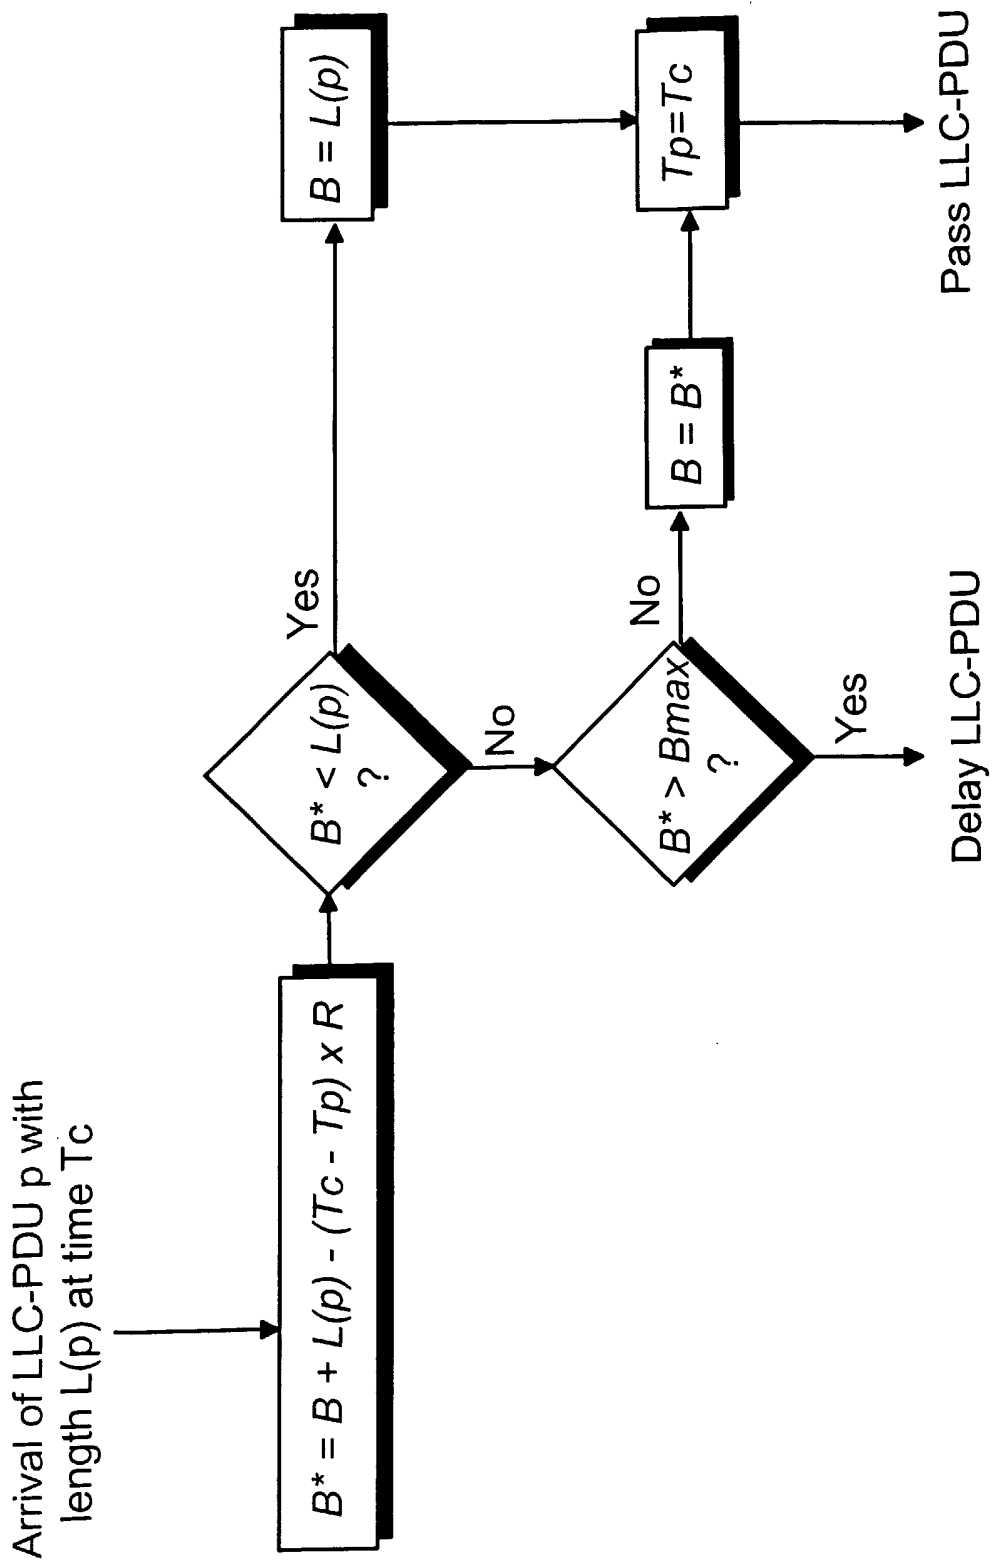 Arrival of LLC-PDU p with
length L(p) at time Tc
B* = B + L(p) - (Tc - Tp) x R
B* < L(p)
?
Yes
B = L(p)
No
B* > Bmax
?
No
B = B*
Tp=Tc
Yes
Delay LLC-PDU
Pass LLC-PDU